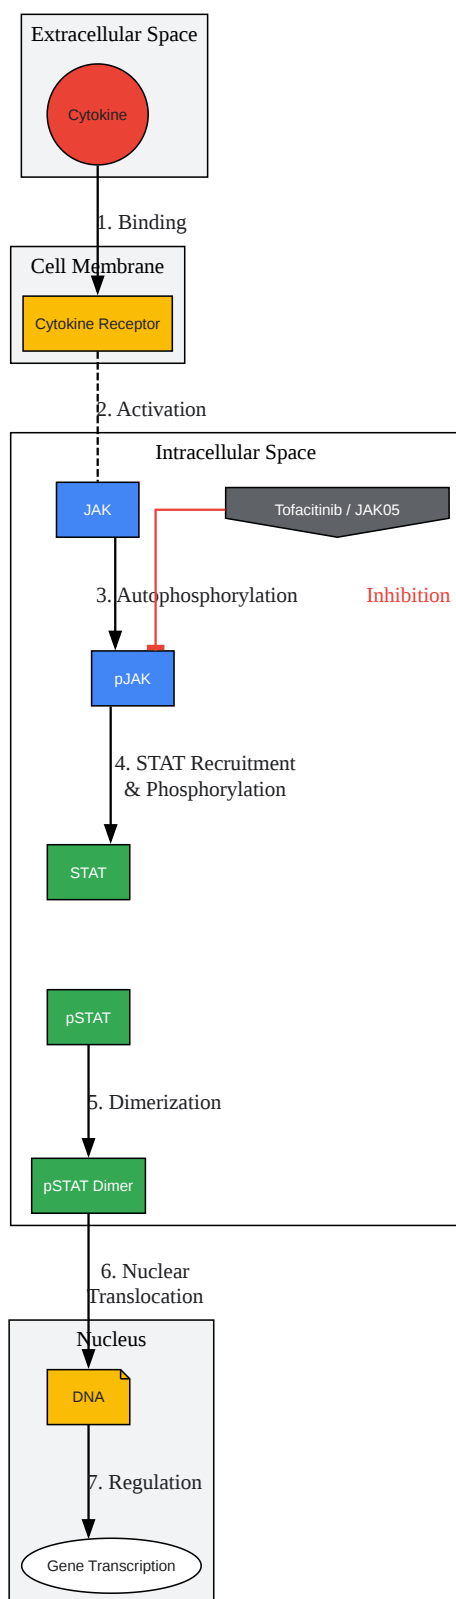 Extracellular Space
Cytokine
1. Binding
Cell Membrane
Cytokine Receptor
2. Activation
Intracellular Space
JAK
Tofacitinib / JAK05
3. Autophosphorylation
Inhibition
pJAK
4. STAT Recruitment
& Phosphorylation
STAT
pSTAT
5. Dimerization
pSTAT Dimer
6. Nuclear
Translocation
Nucleus
DNA
7. Regulation
Gene Transcription